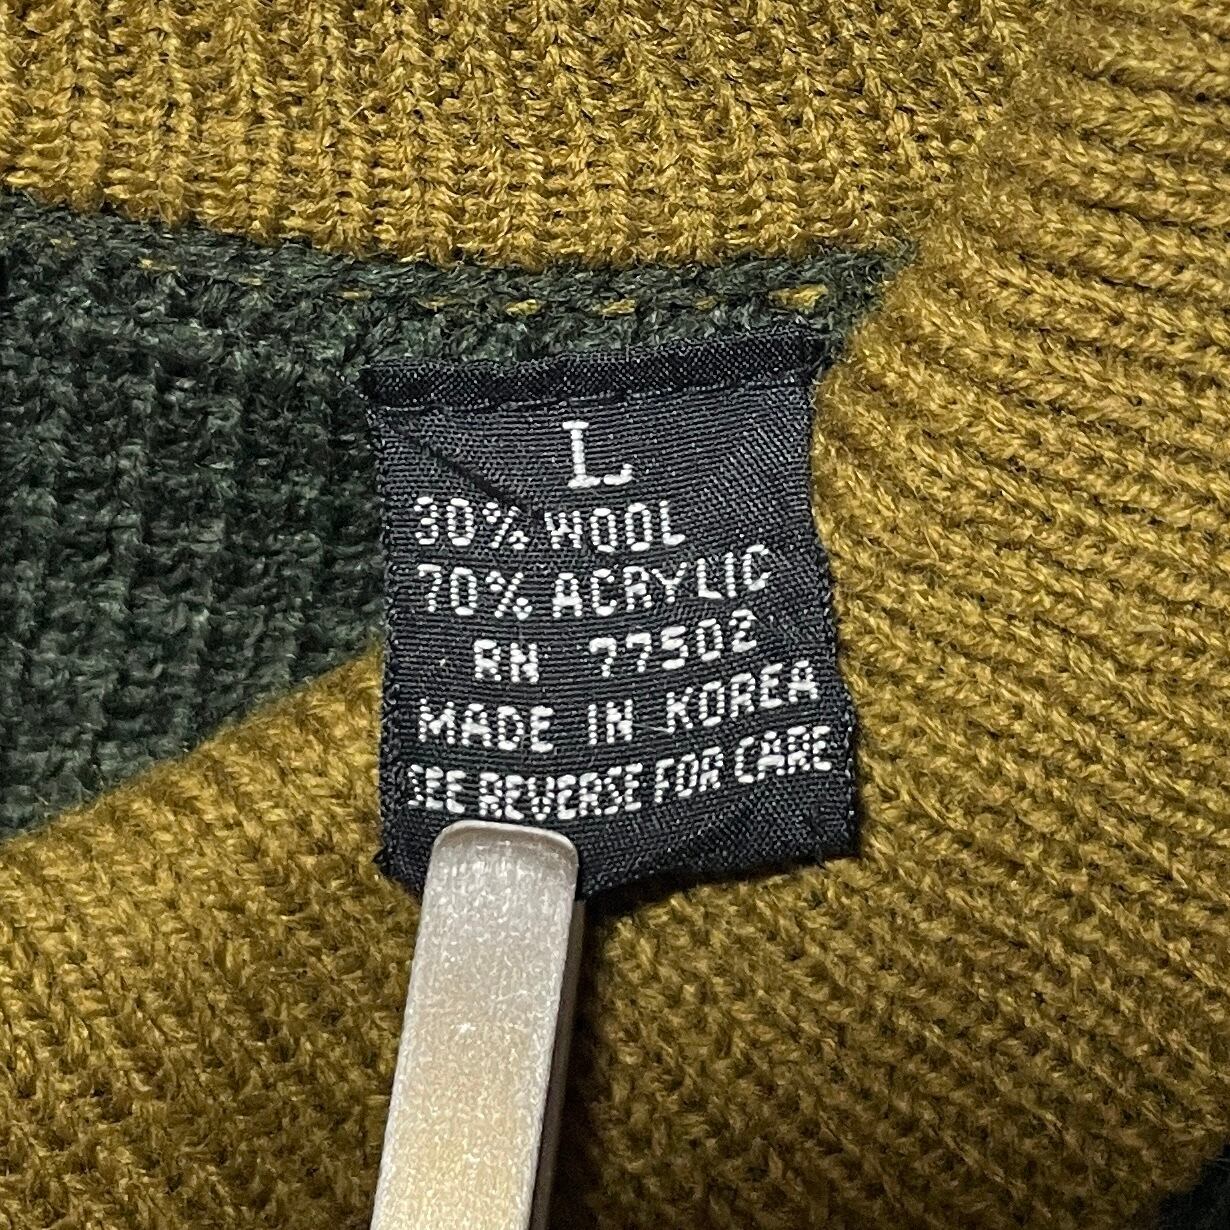 L
30% WOOL
70% ACRYLIC
RN 77502
MADE IN KOREA
SEE REVERSE FOR CARE